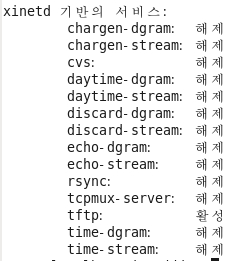 xinetd 기반의 서비스:
chargen-dgram: 해제
chargen-stream: 해제
cvs: 해제
daytime-dgram: 해제
daytime-stream: 해제
discard-dgram: 해제
discard-stream: 해제
echo-dgram: 해제
echo-stream: 해제
rsync: 해제
tcpmux-server: 해제
tftp: 활성
time-dgram: 해제
time-stream: 해제